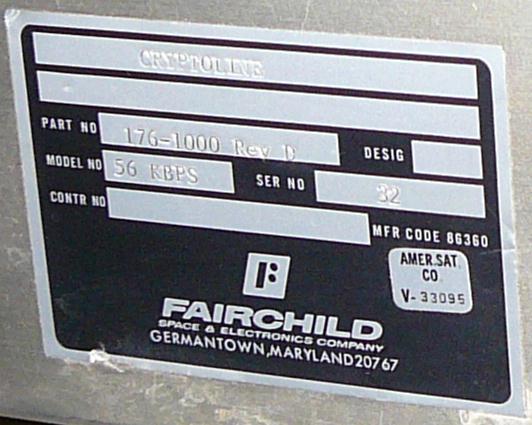 CRYPTOLINE
PART NO 176-1000 Rev D DESIG
MODEL NO 56 KBPS SER NO 32
CONTR NO MFR CODE 86360
AMER.SAT.
CO.
V-33095
F
FAIRCHILD
SPACE & ELECTRONICS COMPANY
GERMANTOWN, MARYLAND 20767